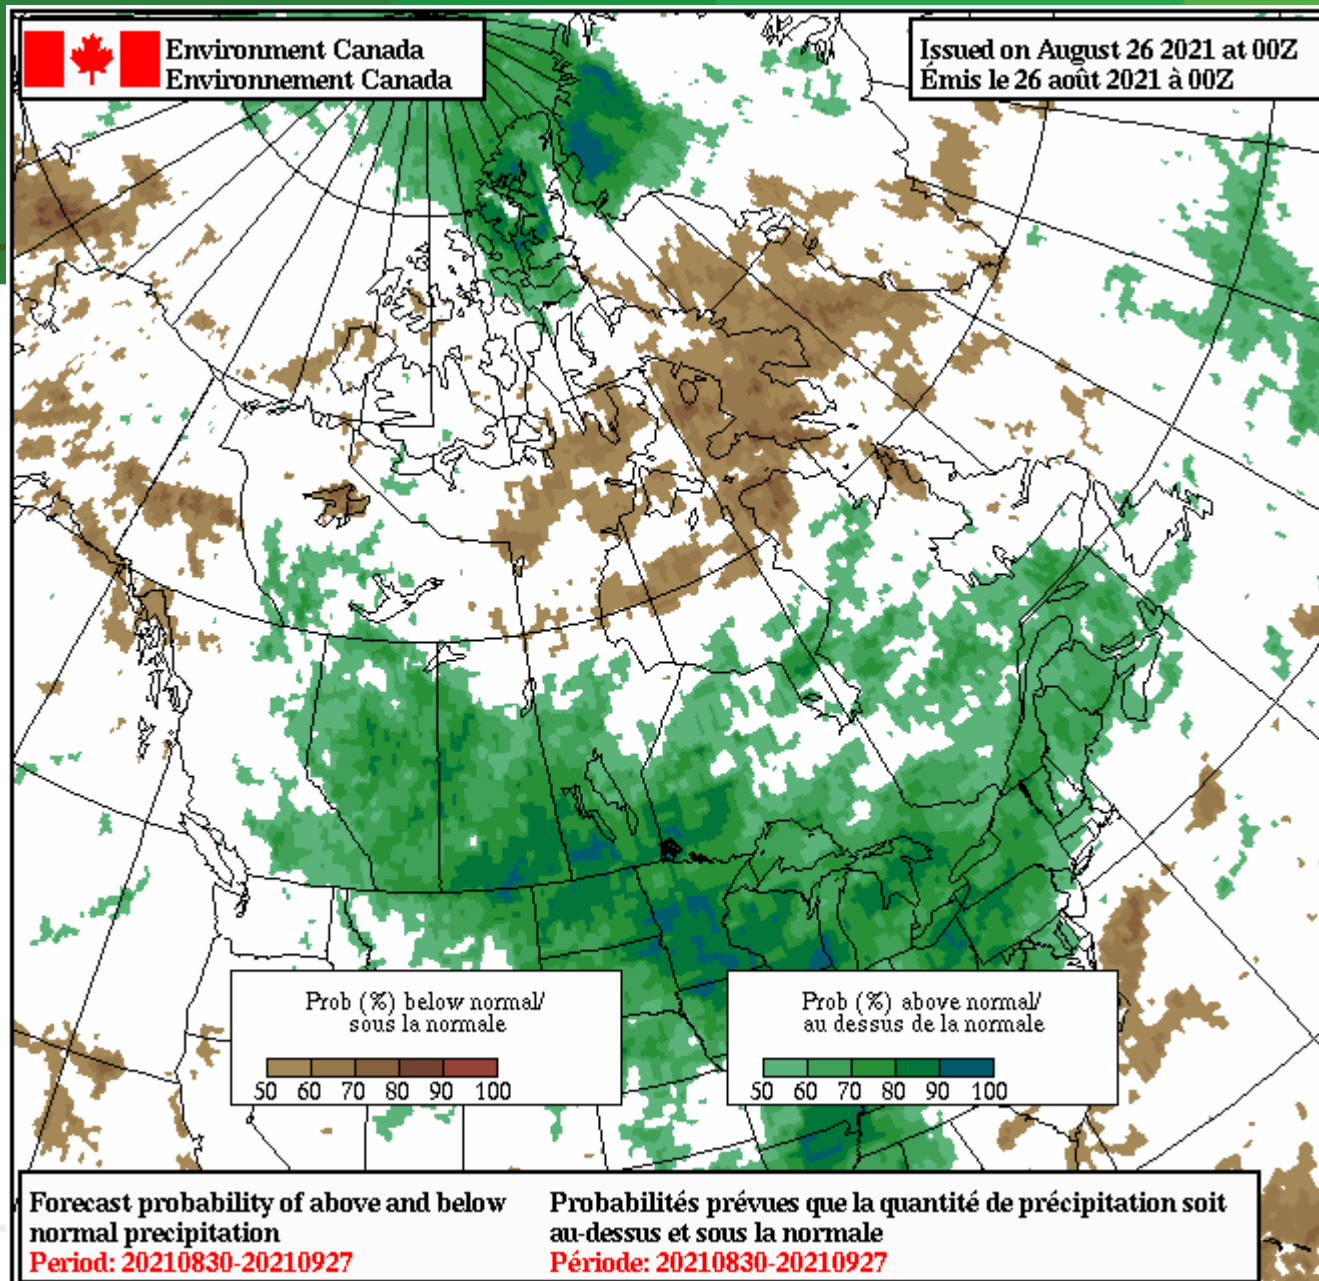 Environment Canada
Environnement Canada
Issued on August 26 2021 at 00Z
Émis le 26 août 2021 à 00Z
Prob (%) below normal/
sous la normale
50 60 70 80 90 100
Prob (%) above normal/
au dessus de la normale
50 60 70 80 90 100
Forecast probability of above and below
normal precipitation
Period: 20210830-20210927
Probabilités prévues que la quantité de précipitation soit
au-dessus et sous la normale
Période: 20210830-20210927